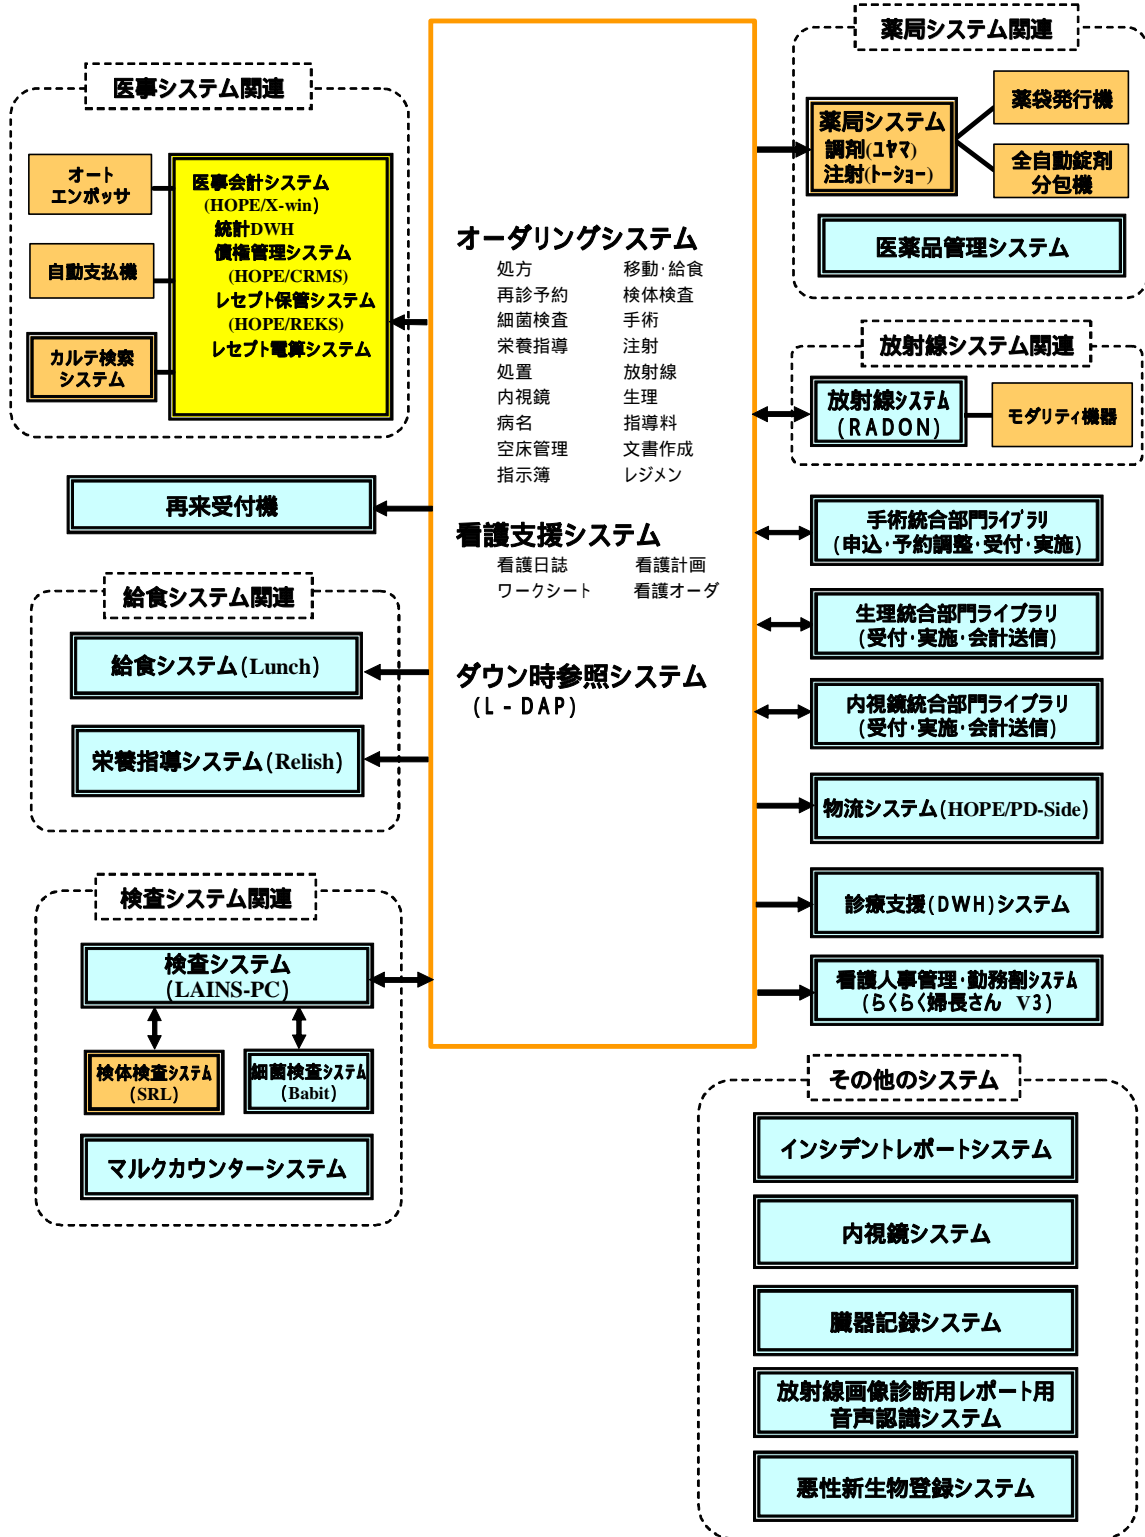 医事システム関連
オート
エンボッサ
自動支払機
カルテ検索
システム
医事会計システム
(HOPE/X-win)
統計DWH
債権管理システム
(HOPE/CRMS)
レセプト保管システム
(HOPE/REKS)
レセプト電算システム
再来受付機
給食システム関連
給食システム(Lunch)
栄養指導システム(Relish)
検査システム関連
検査システム
(LAINS-PC)
検体検査システム
(SRL)
細菌検査システム
(Babit)
マルクカウンターシステム
オーダリングシステム
処方 移動・給食
再診予約 検体検査
細菌検査 手術
栄養指導 注射
処置 放射線
内視鏡 生理
病名 指導料
空床管理 文書作成
指示簿 レジメン
看護支援システム
看護日誌 看護計画
ワークシート 看護オーダ
ダウン時参照システム
(L-DAP)
薬局システム関連
薬局システム
調剤(ユヤマ)
注射(トーショー)
薬袋発行機
全自動錠剤
分包機
医薬品管理システム
放射線システム関連
放射線システム
(RADON)
モダリティ機器
手術統合部門ライブラリ
(申込・予約調整・受付・実施)
生理統合部門ライブラリ
(受付・実施・会計送信)
内視鏡統合部門ライブラリ
(受付・実施・会計送信)
物流システム(HOPE/PD-Side)
診療支援(DWH)システム
看護人事管理・勤務割システム
(らくらく婦長さん V3)
その他のシステム
インシデントレポートシステム
内視鏡システム
臓器記録システム
放射線画像診断用レポート用
音声認識システム
悪性新生物登録システム